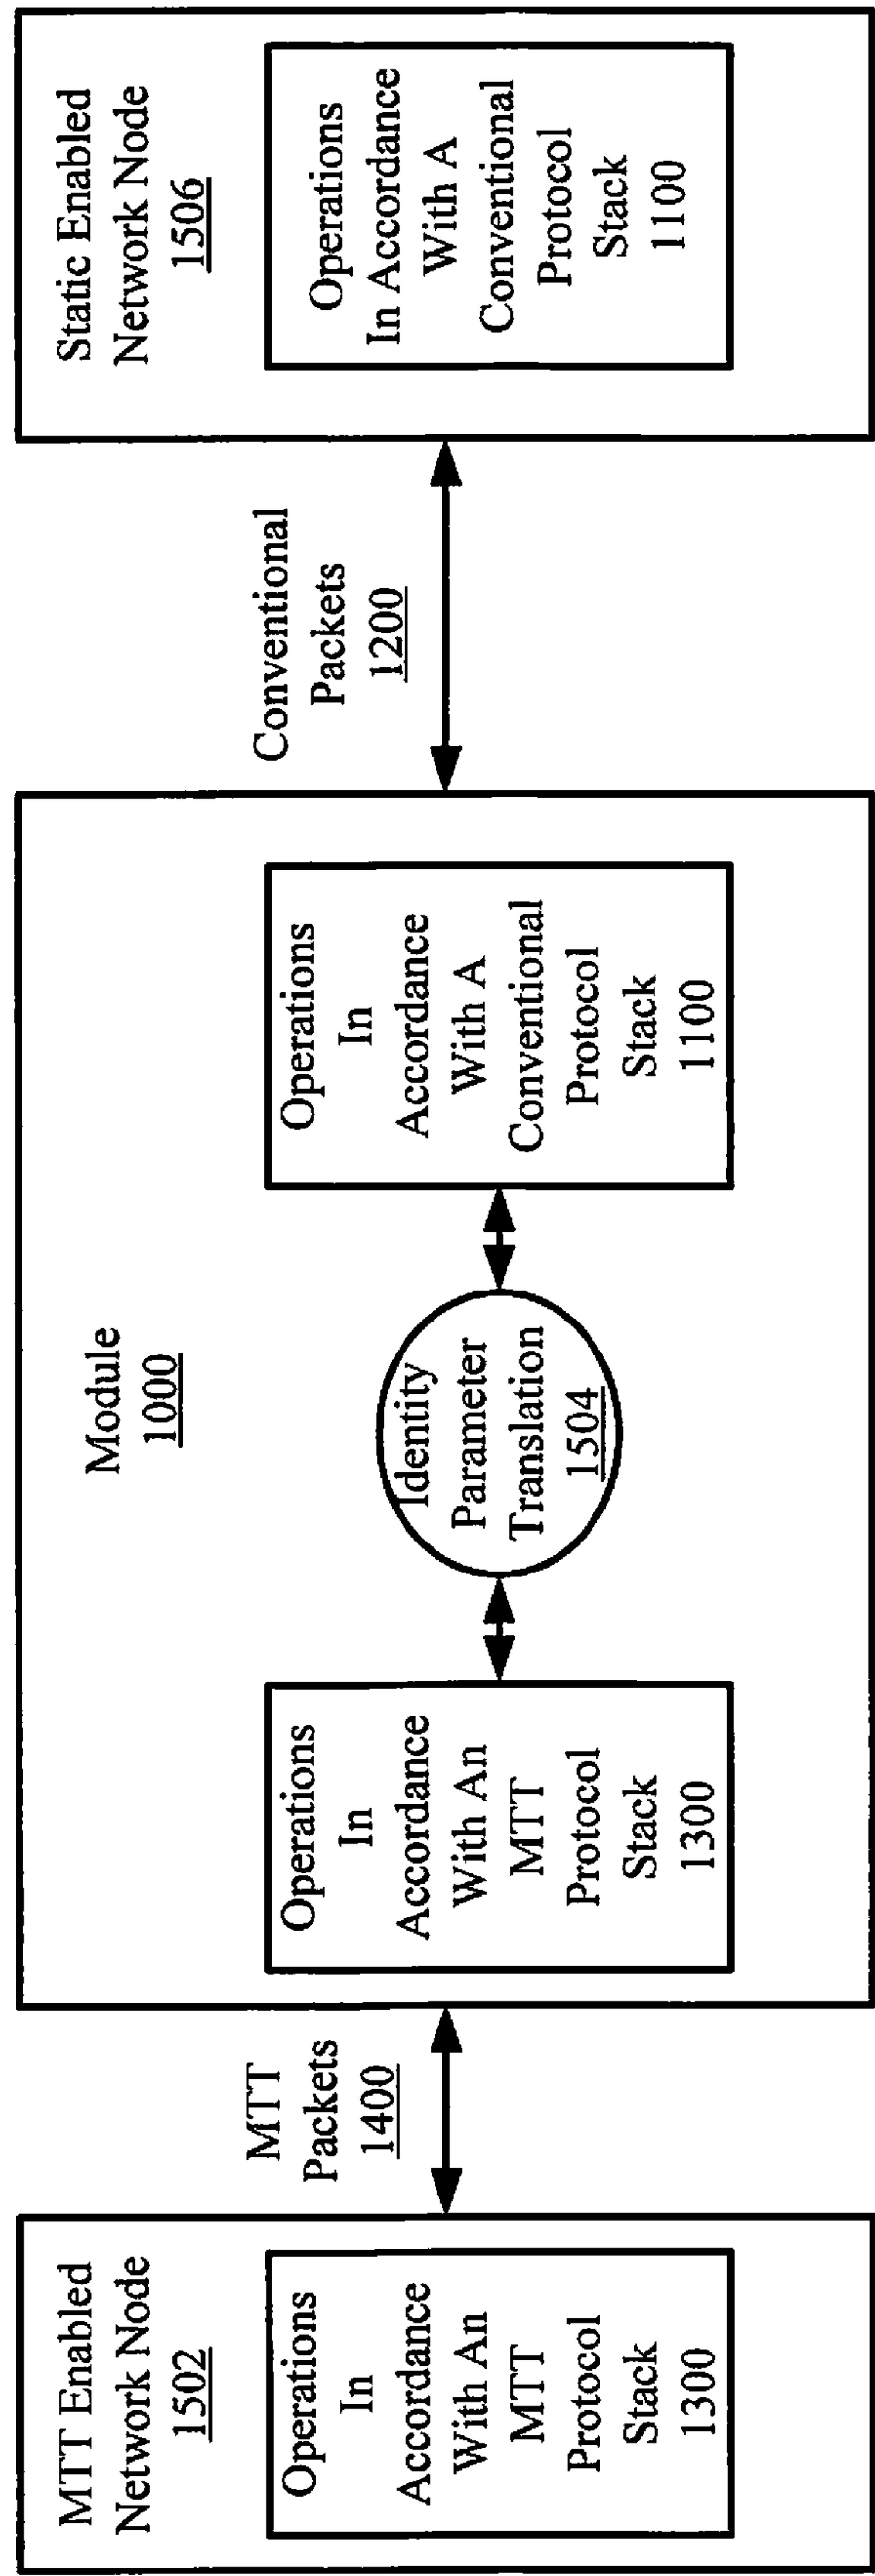 MTT Enabled
Network Node
1502
Operations
In
Accordance
With An
MTT
Protocol
Stack
1300
MTT
Packets
1400
Module
1000
Operations
In
Accordance
With An
MTT
Protocol
Stack
1300
Identity
Parameter
Translation
1504
Operations
In
Accordance
With A
Conventional
Protocol
Stack
1100
Conventional
Packets
1200
Static Enabled
Network Node
1506
Operations
In Accordance
With A
Conventional
Protocol
Stack
1100